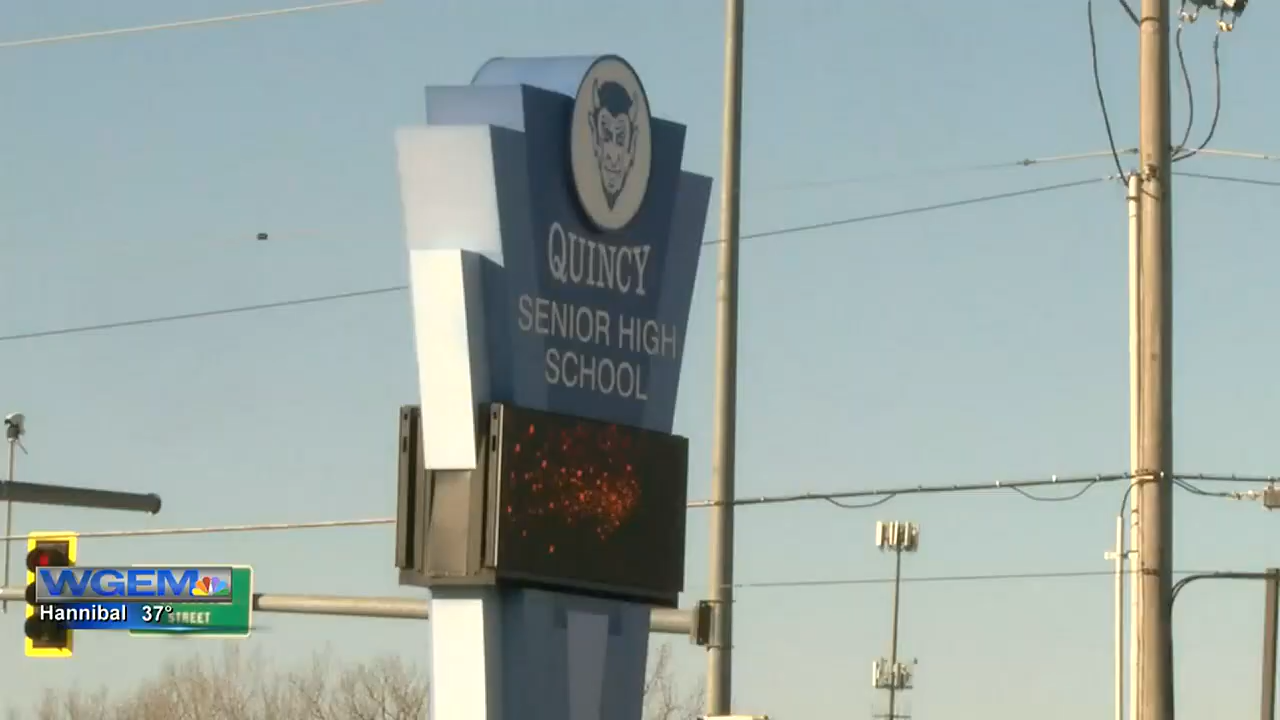 QUINCY
SENIOR HIGH
SCHOOL
WGEM
Hannibal 37°
STREET